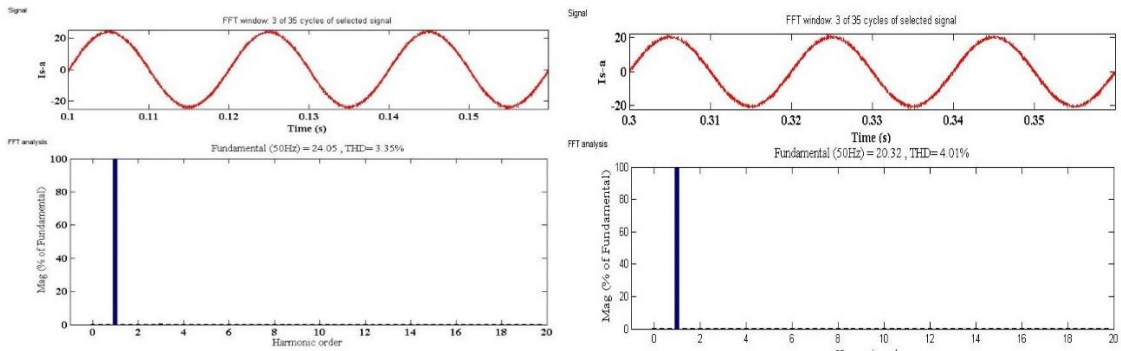 Signal
FFT window: 3 of 35 cycles of selected signal
Is-a
20
0
-20
0.1 0.11 0.12 0.13 0.14 0.15
Time (s)
FFT analysis
Fundamental (50Hz) = 24.05 , THD= 3.35%
Mag (% of Fundamental)
100
80
60
40
20
0
0 2 4 6 8 10 12 14 16 18 20
Harmonic order
Signal
FFT window: 3 of 35 cycles of selected signal
Is-a
20
0
-20
0.3 0.31 0.32 0.33 0.34 0.35
Time (s)
FFT analysis
Fundamental (50Hz) = 20.32 , THD= 4.01%
Mag (% of Fundamental)
100
80
60
40
20
0
0 2 4 6 8 10 12 14 16 18 20